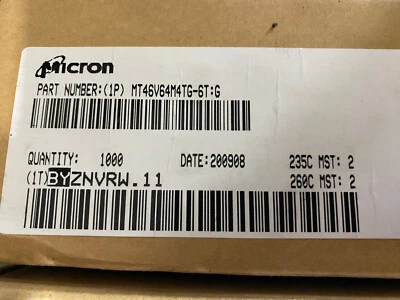 Micron
PART NUMBER:(1P) MT46V64M4TG-6T:G
QUANTITY: 1000 DATE:200908 235C MST: 2
(1T)BYZNVRW.11 260C MST: 2